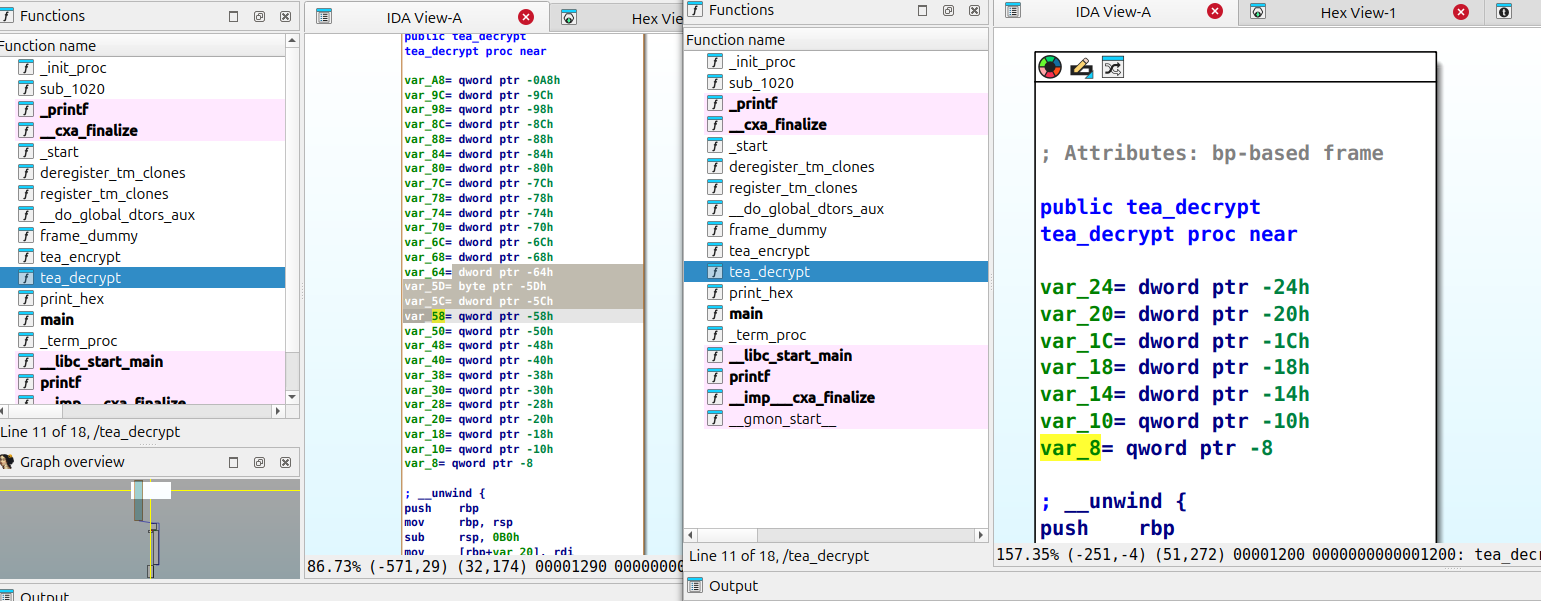 Functions
IDA View-A
Hex Vie
Function name
_init_proc
sub_1020
_printf
__cxa_finalize
_start
deregister_tm_clones
register_tm_clones
__do_global_dtors_aux
frame_dummy
tea_encrypt
tea_decrypt
print_hex
main
_term_proc
__libc_start_main
printf
__imp___cxa_finalize
Line 11 of 18, /tea_decrypt
Graph overview
public tea_decrypt
tea_decrypt proc near
var_A8= qword ptr -0A8h
var_9C= dword ptr -9Ch
var_98= qword ptr -98h
var_8C= dword ptr -8Ch
var_88= qword ptr -88h
var_84= dword ptr -84h
var_80= dword ptr -80h
var_7C= dword ptr -7Ch
var_78= dword ptr -78h
var_74= dword ptr -74h
var_70= dword ptr -70h
var_6C= dword ptr -6Ch
var_68= dword ptr -68h
var_64= dword ptr -64h
var_5D= byte ptr -5Dh
var_5C= dword ptr -5Ch
var_58= qword ptr -58h
var_50= qword ptr -50h
var_48= qword ptr -48h
var_40= qword ptr -40h
var_38= qword ptr -38h
var_30= qword ptr -30h
var_28= qword ptr -28h
var_20= qword ptr -20h
var_18= qword ptr -18h
var_10= qword ptr -10h
var_8= qword ptr -8
; __unwind {
push rbp
mov rbp, rsp
sub rsp, 0B0h
mov [rbp+var_20], rdi
86.73% (-571,29) (32,174) 00001290 00000000
Output
Functions
IDA View-A
Hex View-1
Function name
_init_proc
sub_1020
_printf
__cxa_finalize
_start
deregister_tm_clones
register_tm_clones
__do_global_dtors_aux
frame_dummy
tea_encrypt
tea_decrypt
print_hex
main
_term_proc
__libc_start_main
printf
__imp___cxa_finalize
__gmon_start__
Line 11 of 18, /tea_decrypt
; Attributes: bp-based frame
public tea_decrypt
tea_decrypt proc near
var_24= dword ptr -24h
var_20= dword ptr -20h
var_1C= dword ptr -1Ch
var_18= dword ptr -18h
var_14= dword ptr -14h
var_10= qword ptr -10h
var_8= qword ptr -8
; __unwind {
push rbp
157.35% (-251,-4) (51,272) 00001200 0000000000001200: tea_decr
Output